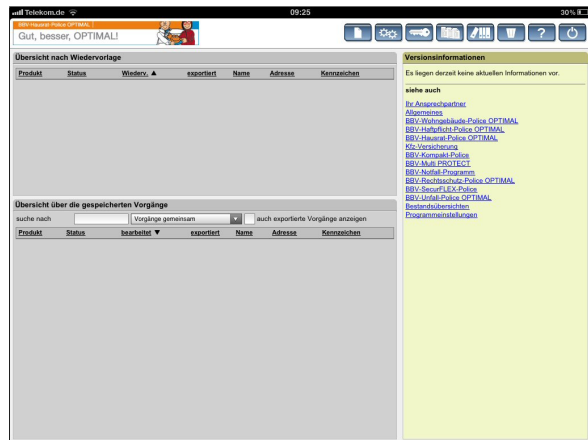 Telekom.de
09:25
30%
BBV-Hausrat-Police OPTIMAL |
Gut, besser, OPTIMAL!
?
Übersicht nach Wiedervorlage
Produkt Status Wiederv. ▲ exportiert Name Adresse Kennzeichen
Übersicht über die gespeicherten Vorgänge
suche nach Vorgänge gemeinsam auch exportierte Vorgänge anzeigen
Produkt Status bearbeitet ▼ exportiert Name Adresse Kennzeichen
Versionsinformationen
Es liegen derzeit keine aktuellen Informationen vor.
siehe auch
Ihr Ansprechpartner
Allgemeines
BBV-Wohngebäude-Police OPTIMAL
BBV-Haftpflicht-Police OPTIMAL
BBV-Hausrat-Police OPTIMAL
Kfz-Versicherung
BBV-Kompakt-Police
BBV-Multi PROTECT
BBV-Notfall-Programm
BBV-Rechtsschutz-Police OPTIMAL
BBV-SecurFLEX-Police
BBV-Unfall-Police OPTIMAL
Bestandsübersichten
Programmeinstellungen